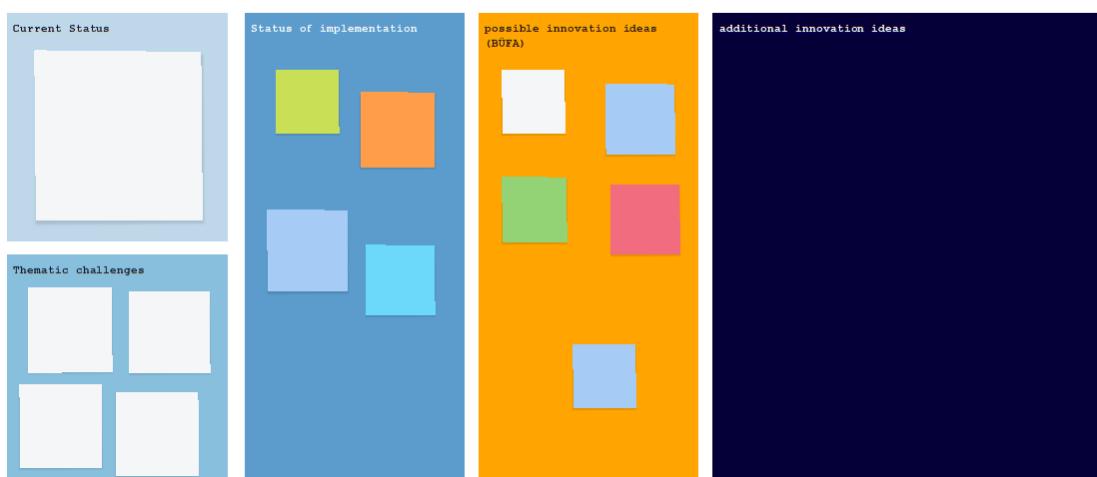 Current Status
Thematic challenges
Status of implementation
possible innovation ideas
(BÜFA)
additional innovation ideas